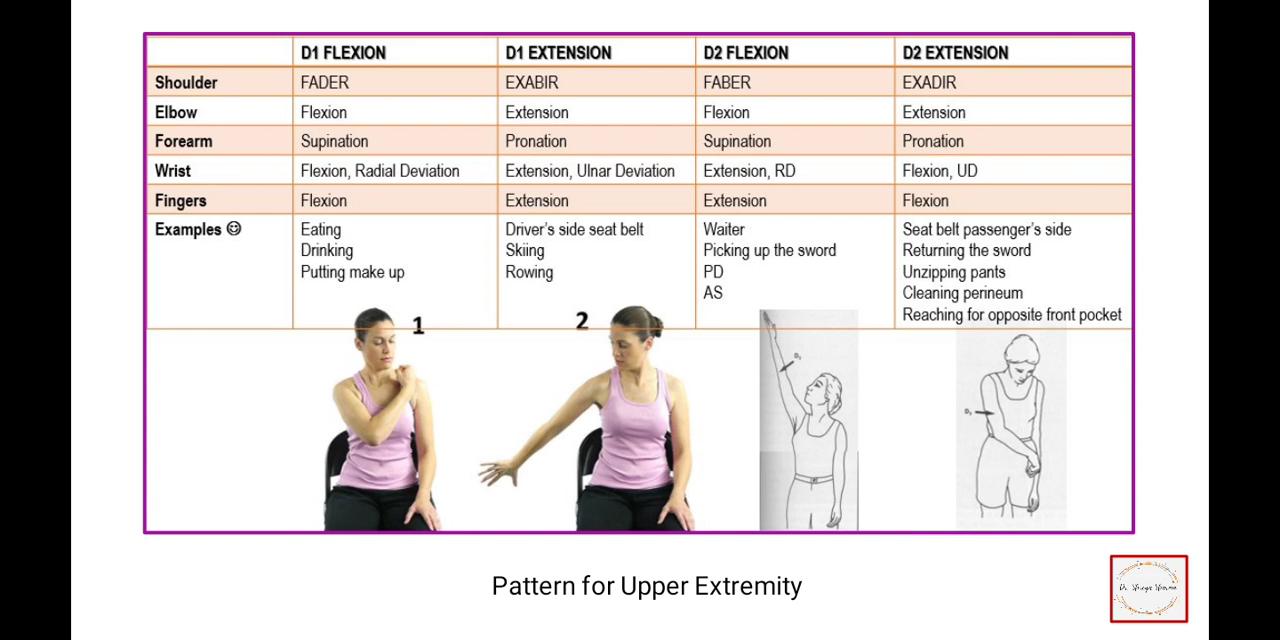 D1 FLEXION D1 EXTENSION D2 FLEXION D2 EXTENSION
Shoulder FADER EXABIR FABER EXADIR
Elbow Flexion Extension Flexion Extension
Forearm Supination Pronation Supination Pronation
Wrist Flexion, Radial Deviation Extension, Ulnar Deviation Extension, RD Flexion, UD
Fingers Flexion Extension Extension Flexion
Examples ☺ Eating Driver's side seat belt Waiter Seat belt passenger's side
Drinking Skiing Picking up the sword Returning the sword
Putting make up Rowing PD Unzipping pants
AS Cleaning perineum
Reaching for opposite front pocket
1 2
D₂
Pattern for Upper Extremity
Dr.